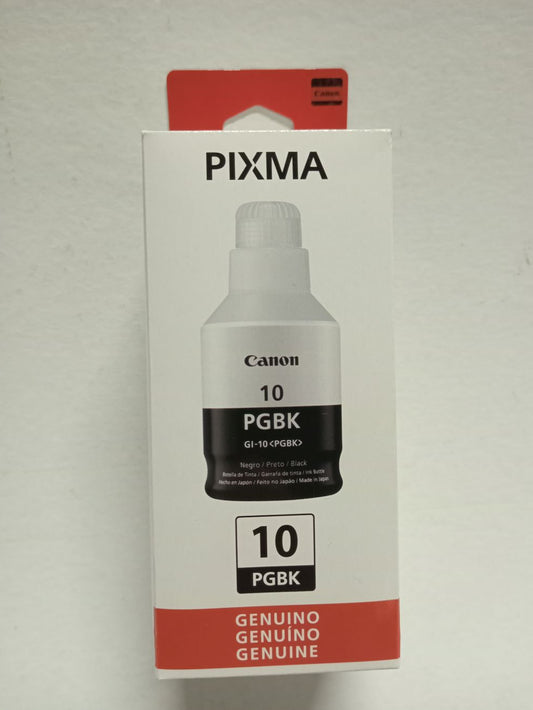 Canon
PIXMA
Canon
10
PGBK
GI-10<PGBK>
Negro / Preto / Black
Botella de Tinta / Garrafa de tinta / Ink Bottle
Hecho en Japón / Feito no Japão / Made in Japan
10
PGBK
GENUINO
GENUÍNO
GENUINE